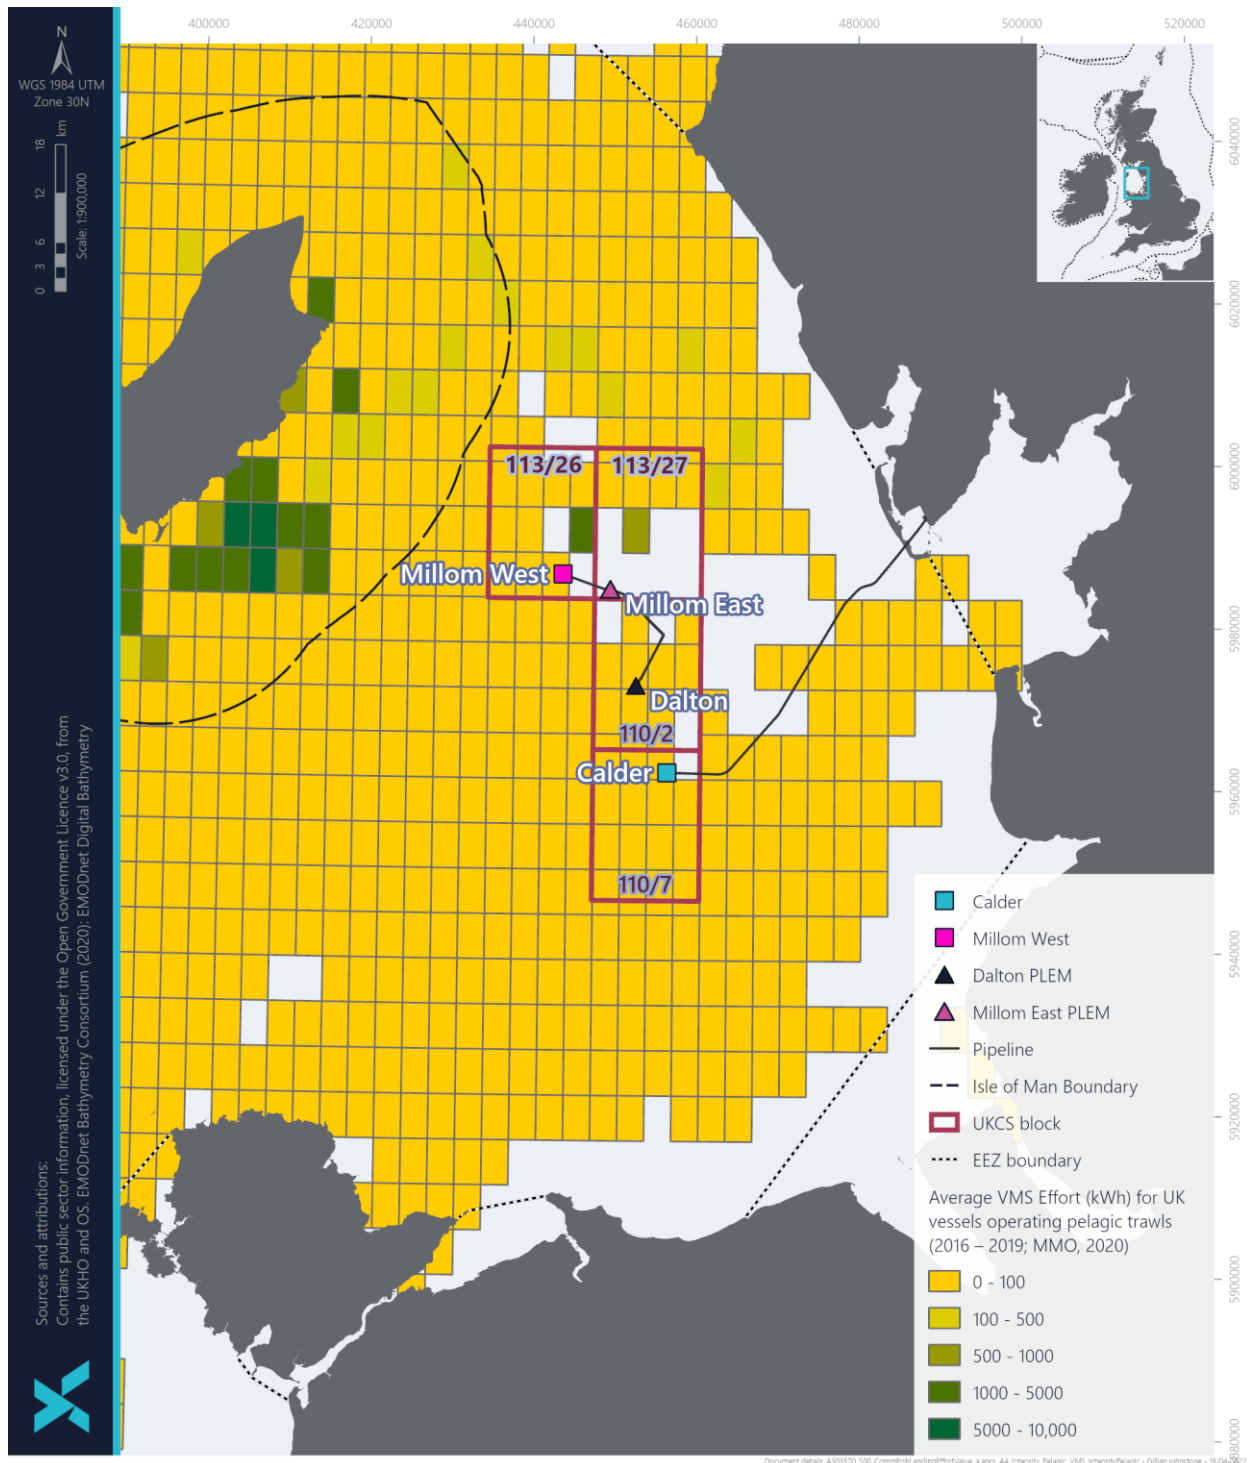 400000
420000
440000
460000
480000
500000
520000
N
WGS 1984 UTM
Zone 30N
km
18
12
6
3
0
Scale: 1:900,000
6040000
6020000
6000000
5980000
5960000
5940000
5920000
5900000
113/26
113/27
Millom West
Millom East
Dalton
110/2
Calder
110/7
Calder
Millom West
Dalton PLEM
Millom East PLEM
Pipeline
Isle of Man Boundary
UKCS block
EEZ boundary
Average VMS Effort (kWh) for UK
vessels operating pelagic trawls
(2016 – 2019; MMO, 2020)
0 - 100
100 - 500
500 - 1000
1000 - 5000
5000 - 10,000
Sources and attributions:
Contains public sector information, licensed under the Open Government Licence v3.0, from
the UKHO and OS. EMODnet Bathymetry Consortium (2020): EMODnet Digital Bathymetry